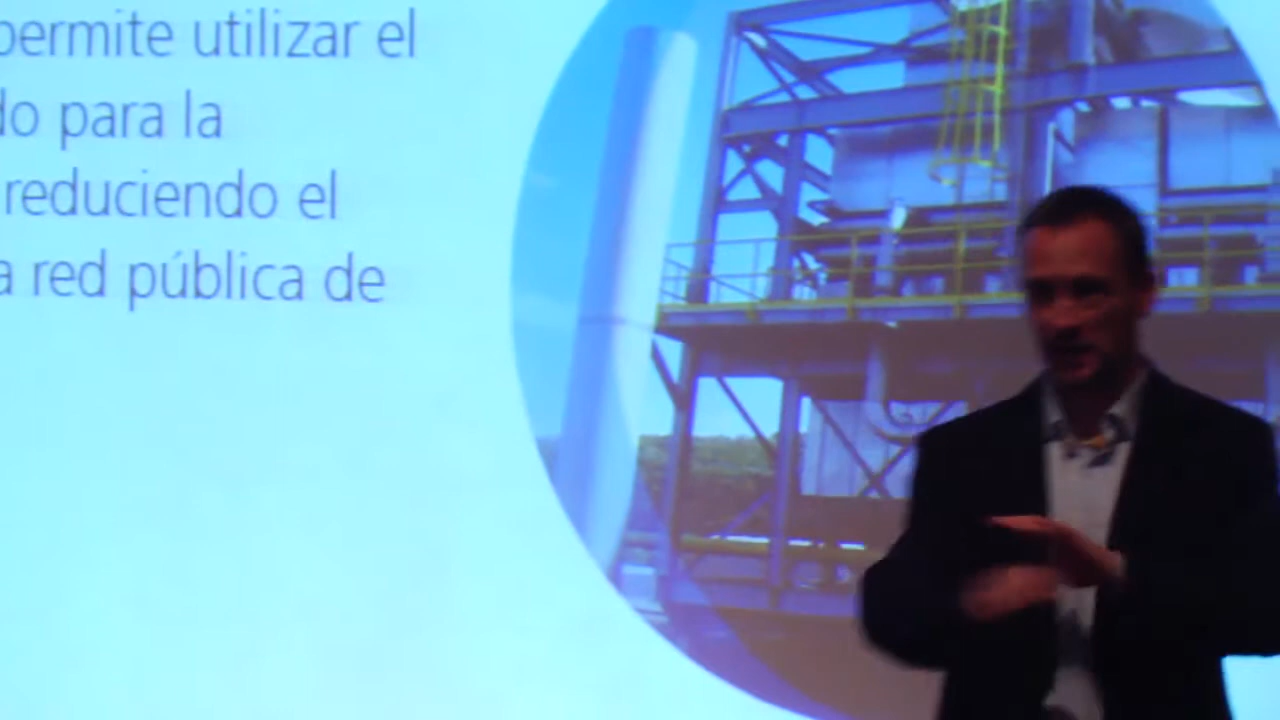 permite utilizar el
do para la
reduciendo el
a red pública de